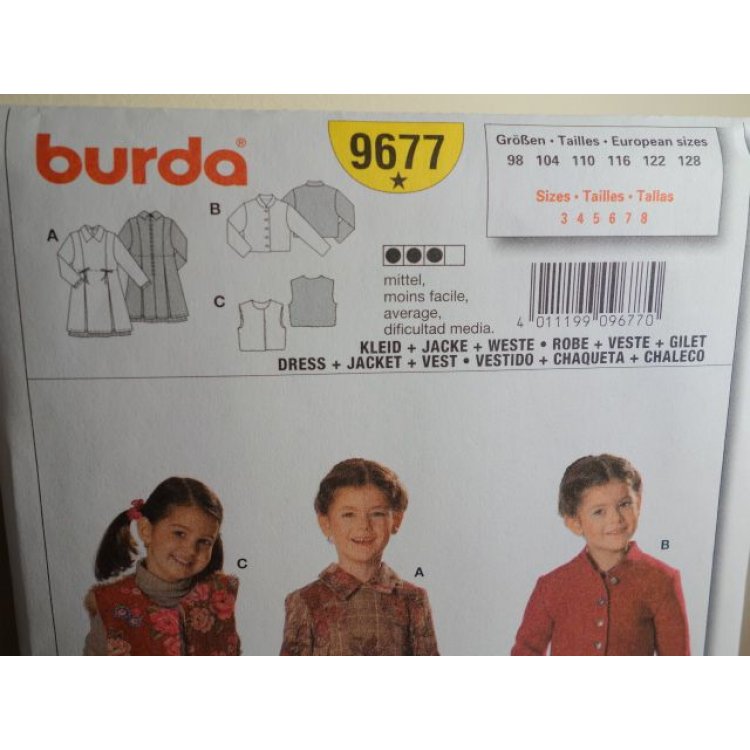 burda®
9677
Größen • Tailles • European sizes
98 104 110 116 122 128
Sizes • Tailles • Tallas
3 4 5 6 7 8
A
B
C
mittel,
moins facile,
average,
dificultad media.
4 011199 096770
KLEID + JACKE + WESTE • ROBE + VESTE + GILET
DRESS + JACKET + VEST • VESTIDO + CHAQUETA + CHALECO
C
A
B